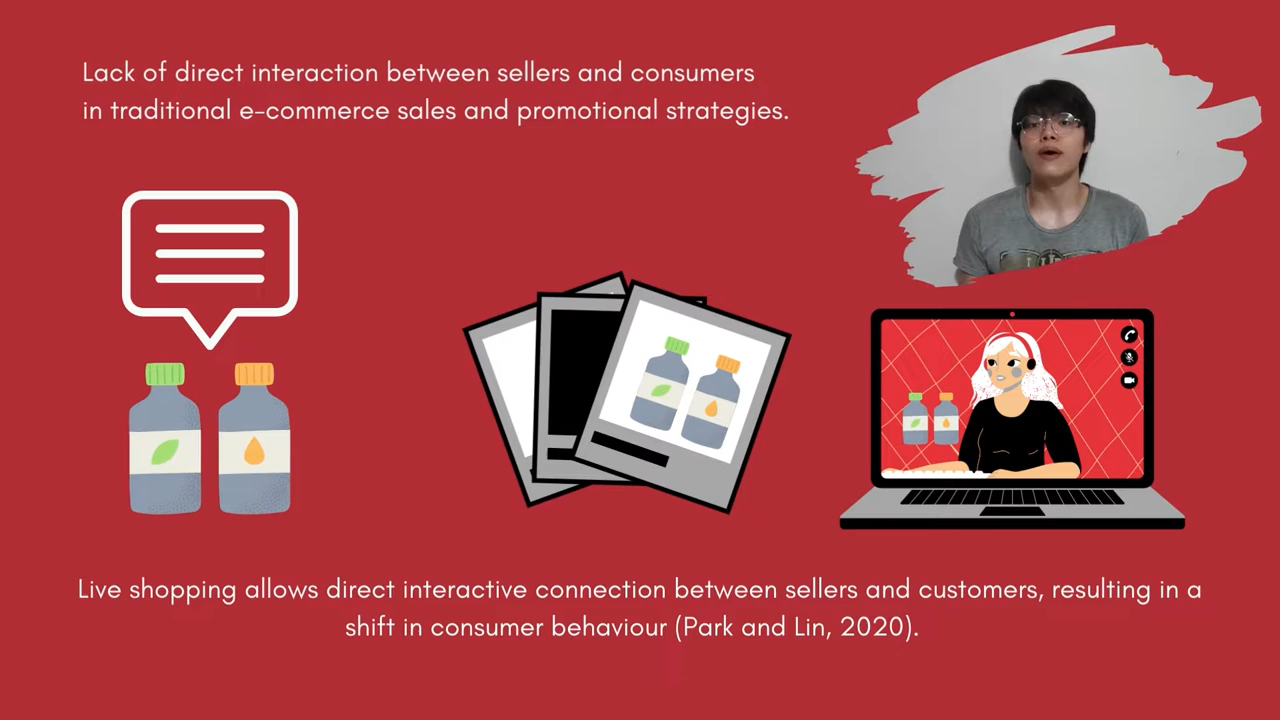 Lack of direct interaction between sellers and consumers
in traditional e-commerce sales and promotional strategies.
Live shopping allows direct interactive connection between sellers and customers, resulting in a
shift in consumer behaviour (Park and Lin, 2020).